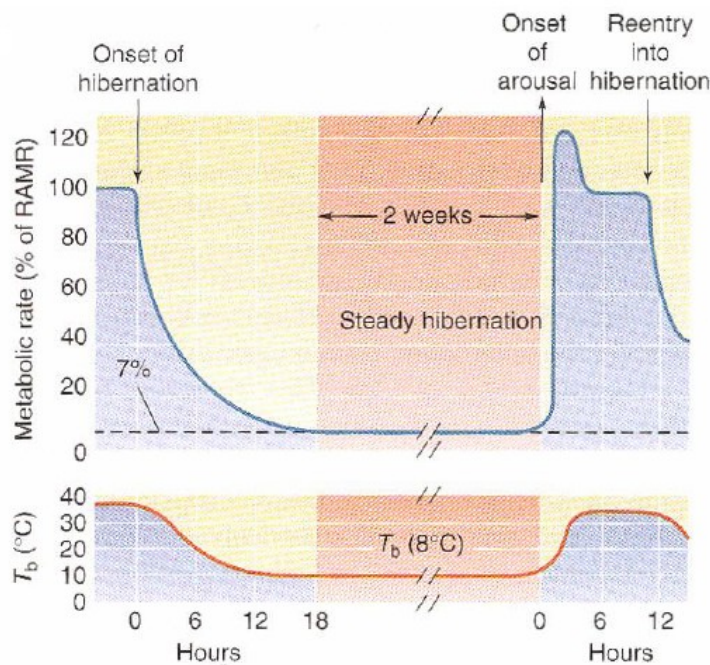 Onset of
hibernation
Onset
of
arousal
Reentry
into
hibernation
Metabolic rate (% of RAMR)
120
100
80
60
40
20
0
2 weeks
Steady hibernation
7%
T_b (°C)
40
30
20
10
0
T_b (8°C)
0 6 12 18 0 6 12
Hours Hours